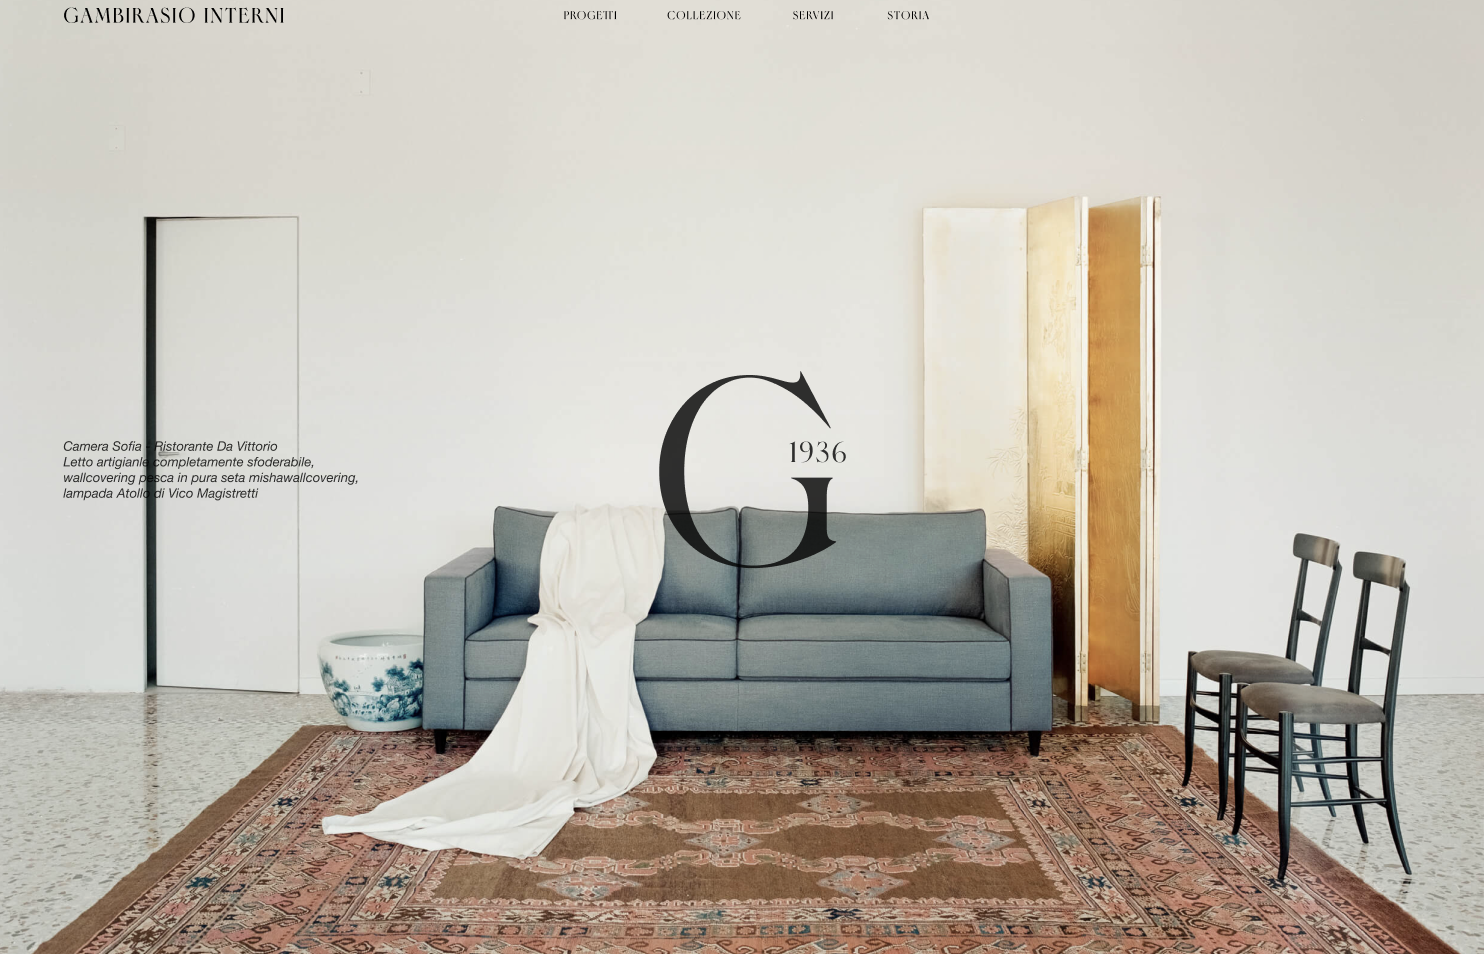 GAMBIRASIO INTERNI
PROGETTI
COLLEZIONE
SERVIZI
STORIA
G
1936
Camera Sofia - Ristorante Da Vittorio
Letto artigianle completamente sfoderabile,
wallcovering pesca in pura seta mishawallcovering,
lampada Atollo di Vico Magistretti